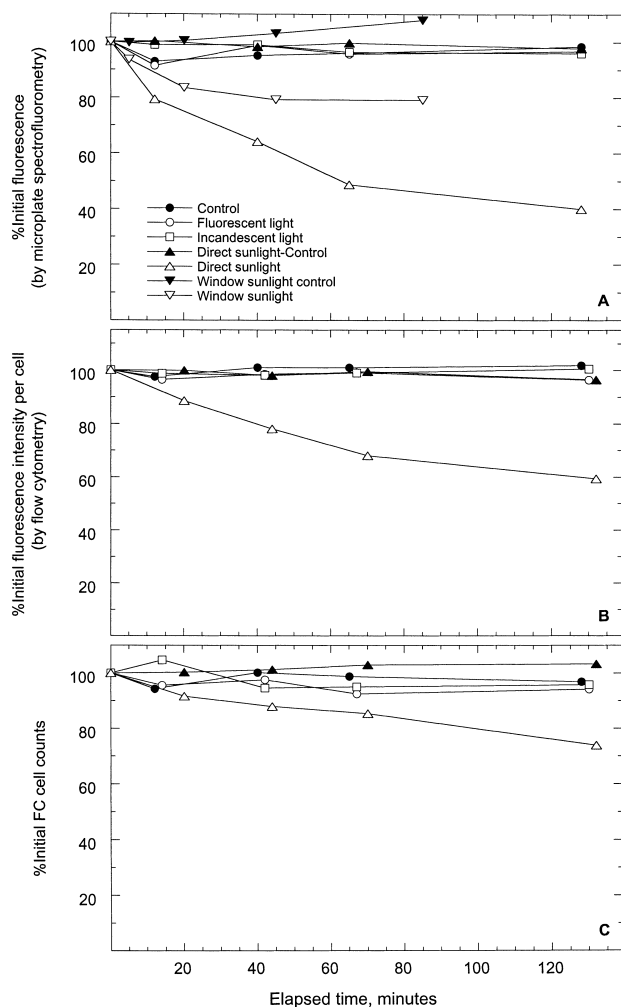 %Initial fluorescence
(by microplate spectrofluorometry)
100
80
60
40
20
Control
Fluorescent light
Incandescent light
Direct sunlight-Control
Direct sunlight
Window sunlight control
Window sunlight
A
%Initial fluorescence intensity per cell
(by flow cytometrry)
100
80
60
40
20
B
%Initial FC cell counts
100
80
60
40
20
C
20 40 60 80 100 120
Elapsed time, minutes